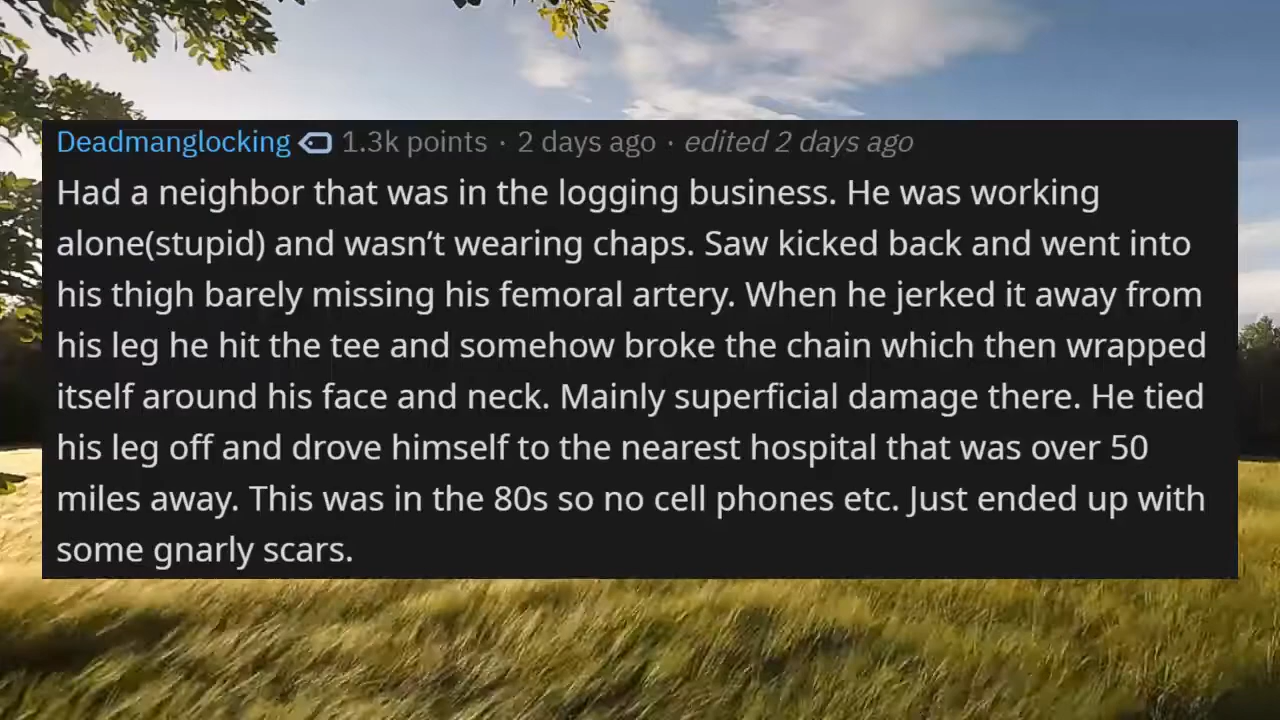 Deadmanglocking 1.3k points · 2 days ago · edited 2 days ago
Had a neighbor that was in the logging business. He was working
alone(stupid) and wasn’t wearing chaps. Saw kicked back and went into
his thigh barely missing his femoral artery. When he jerked it away from
his leg he hit the tee and somehow broke the chain which then wrapped
itself around his face and neck. Mainly superficial damage there. He tied
his leg off and drove himself to the nearest hospital that was over 50
miles away. This was in the 80s so no cell phones etc. Just ended up with
some gnarly scars.